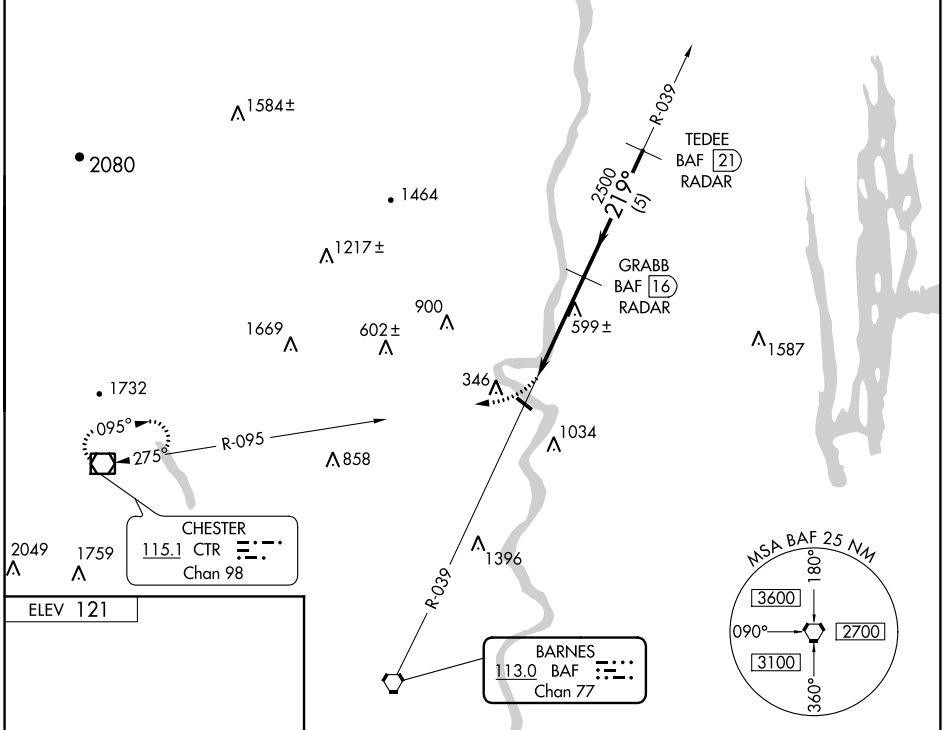 1584±
2080
1464
1217±
R-039
TEDEE
BAF 21
RADAR
2500
219°
(5)
GRABB
BAF 16
RADAR
900
599±
1669
602±
1587
346
1732
095°
R-095
275°
1034
858
CHESTER
115.1 CTR
Chan 98
2049
1759
1396
R-039
ELEV 121
BARNES
113.0 BAF
Chan 77
MSA BAF 25 NM
180°
3600
090°
2700
3100
360°